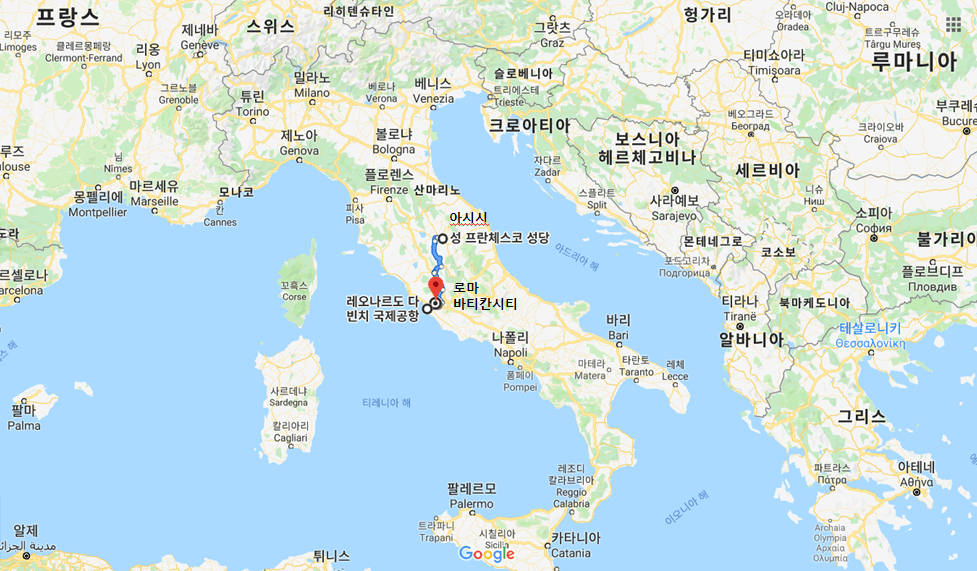 프랑스
리모주
Limoges
클레르몽페랑
Clermont-Ferrand
리옹
Lyon
제네바
Genève
스위스
리히텐슈타인
그라츠
Graz
헝가리
오라데아
Oradea
Cluj-Napoca
트르구무레슈
Târgu Mureș
루마니아
티미쇼아라
Timișoara
그르노블
Grenoble
밀라노
Milano
튜린
Torino
베로나
Verona
베니스
Venezia
슬로베니아
트리에스테
Trieste
크로아티아
보스니아
헤르체고비나
베오그라드
Београд
크라이오바
Craiova
부쿠레슈
Bucure
세르비아
제노아
Genova
볼로냐
Bologna
자다르
Zadar
루즈
ulouse
님
Nîmes
몽펠리에
Montpellier
마르세유
Marseille
모나코
칸
Cannes
플로렌스
Firenze
산마리노
피사
Pisa
스플라트
Split
사라예보
Sarajevo
니슈
Ниш
소피아
София
불가리
아시시
성 프란체스코 성당
아드리아 해
몬테네그로
포드고리차
Подгорица
코소보
플로브디프
Пловдив
도라
르셀로나
arcelona
꼬흐스
Corse
로마
바티칸시티
레오나르도 다
빈치 국제공항
티라나
Tiranë
북마케도니아
알바니아
테살로니키
Θεσσαλονίκη
나폴리
Napoli
폼페이
Pompei
바리
Bari
마테라
Matera
타란토
Taranto
레체
Lecce
해
팔마
Palma
사르데냐
Sardegna
칼리아리
Cagliari
티레니아 해
그리스
레조디
칼라브리아
Reggio
Calabria
이오니아 해
파트라스
Πάτρα
아테네
Αθήνα
팔레르모
Palermo
트라파니
Trapani
시칠리아
Sicilia
카타니아
Catania
Archaia
Olympia
Αρχαία
Ολυμπία
알제
مدينة الجزائر
튀니스
Google